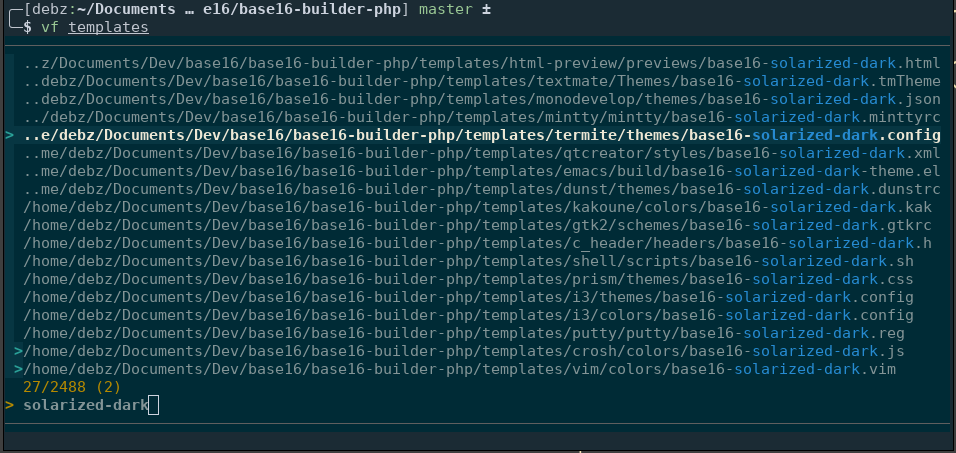 [debz:~/Documents … e16/base16-builder-php] master ±
$ vf templates
..z/Documents/Dev/base16/base16-builder-php/templates/html-preview/previews/base16-solarized-dark.html
..debz/Documents/Dev/base16/base16-builder-php/templates/textmate/Themes/base16-solarized-dark.tmTheme
..debz/Documents/Dev/base16/base16-builder-php/templates/monodevelop/themes/base16-solarized-dark.json
../debz/Documents/Dev/base16/base16-builder-php/templates/mintty/mintty/base16-solarized-dark.minttyrc
> ..e/debz/Documents/Dev/base16/base16-builder-php/templates/termite/themes/base16-solarized-dark.config
..me/debz/Documents/Dev/base16/base16-builder-php/templates/qtcreator/styles/base16-solarized-dark.xml
..me/debz/Documents/Dev/base16/base16-builder-php/templates/emacs/build/base16-solarized-dark-theme.el
..me/debz/Documents/Dev/base16/base16-builder-php/templates/dunst/themes/base16-solarized-dark.dunstrc
/home/debz/Documents/Dev/base16/base16-builder-php/templates/kakoune/colors/base16-solarized-dark.kak
/home/debz/Documents/Dev/base16/base16-builder-php/templates/gtk2/schemes/base16-solarized-dark.gtkrc
/home/debz/Documents/Dev/base16/base16-builder-php/templates/c_header/headers/base16-solarized-dark.h
/home/debz/Documents/Dev/base16/base16-builder-php/templates/shell/scripts/base16-solarized-dark.sh
/home/debz/Documents/Dev/base16/base16-builder-php/templates/prism/themes/base16-solarized-dark.css
/home/debz/Documents/Dev/base16/base16-builder-php/templates/i3/themes/base16-solarized-dark.config
/home/debz/Documents/Dev/base16/base16-builder-php/templates/i3/colors/base16-solarized-dark.config
/home/debz/Documents/Dev/base16/base16-builder-php/templates/putty/putty/base16-solarized-dark.reg
>/home/debz/Documents/Dev/base16/base16-builder-php/templates/crosh/colors/base16-solarized-dark.js
>/home/debz/Documents/Dev/base16/base16-builder-php/templates/vim/colors/base16-solarized-dark.vim
27/2488 (2)
> solarized-dark